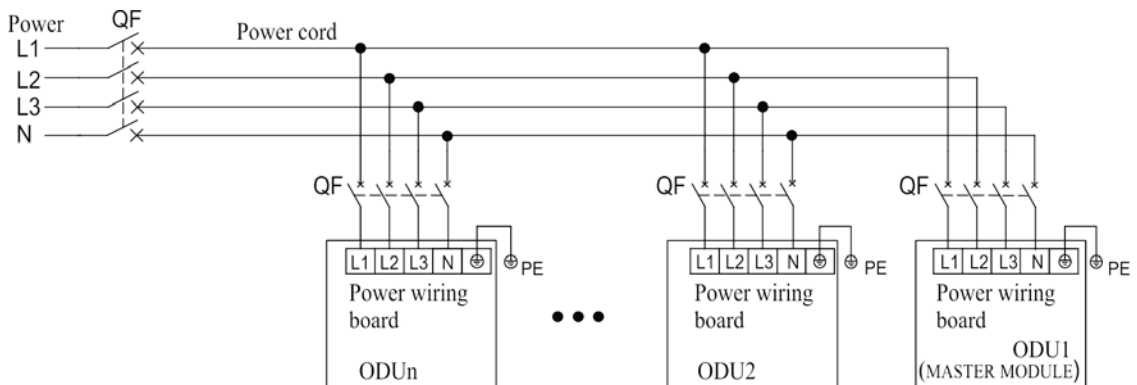 Power QF
L1 Power cord
L2
L3
N
QF QF QF
L1 L2 L3 N PE L1 L2 L3 N PE L1 L2 L3 N PE
Power wiring board
Power wiring board
Power wiring board
ODUn
ODU2
ODU1
(MASTER MODULE)